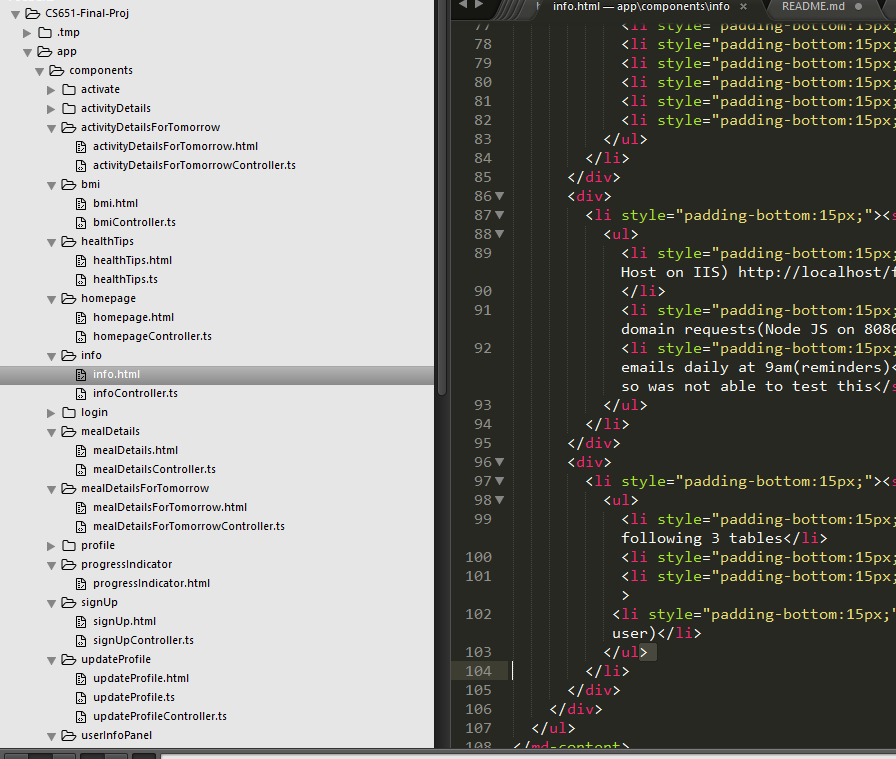 CS651-Final-Proj
.tmp
app
components
activate
activityDetails
activityDetailsForTomorrow
activityDetailsForTomorrow.html
activityDetailsForTomorrowController.ts
bmi
bmi.html
bmiController.ts
healthTips
healthTips.html
healthTips.ts
homepage
homepage.html
homepageController.ts
info
info.html
infoController.ts
login
mealDetails
mealDetails.html
mealDetailsController.ts
mealDetailsForTomorrow
mealDetailsForTomorrow.html
mealDetailsForTomorrowController.ts
profile
progressIndicator
progressIndicator.html
signUp
signUp.html
signUpController.ts
updateProfile
updateProfile.html
updateProfile.ts
updateProfileController.ts
userInfoPanel
info.html — app\components\info × README.md
77 <li style="padding-bottom:15px;
78 <li style="padding-bottom:15px;
79 <li style="padding-bottom:15px;
80 <li style="padding-bottom:15px;
81 <li style="padding-bottom:15px;
82 <li style="padding-bottom:15px;
83 </ul>
84 </li>
85 </div>
86 <div>
87 <li style="padding-bottom:15px;"><s
88 <ul>
89 <li style="padding-bottom:15px;
Host on IIS) http://localhost/f
90 </li>
91 <li style="padding-bottom:15px;
domain requests(Node JS on 8080
92 <li style="padding-bottom:15px;
emails daily at 9am(reminders)<
so was not able to test this</s
93 </ul>
94 </li>
95 </div>
96 <div>
97 <li style="padding-bottom:15px;"><s
98 <ul>
99 <li style="padding-bottom:15px;
following 3 tables</li>
100 <li style="padding-bottom:15px;
101 <li style="padding-bottom:15px;
>
102 <li style="padding-bottom:15px;"
user)</li>
103 </ul>
104 </li>
105 </div>
106 </div>
107 </ul>
108 </md-content>